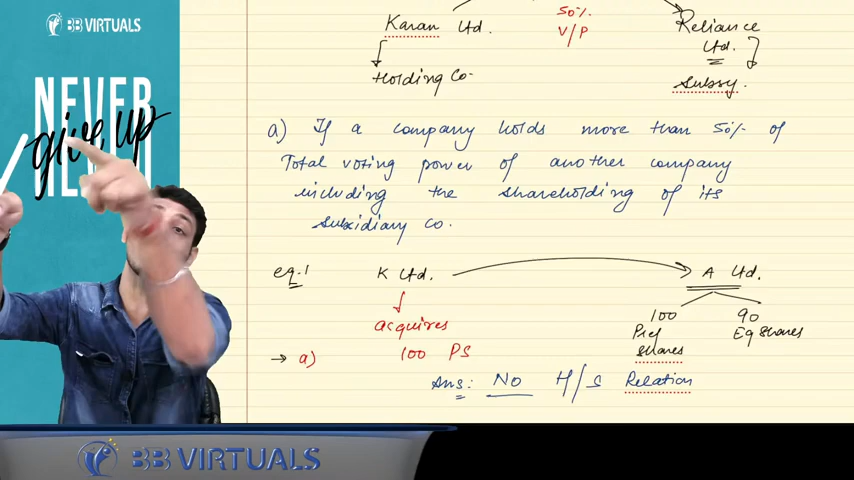 BB VIRTUALS
NEVER
give up
NEVER
50%
V/P
Karan Ltd.
Reliance
Ltd.
Holding Co.
Subsy.
a) If a company holds more than 50% of
Total voting power of another company
including the shareholding of its
subsidiary co.
eg.1 K Ltd. A Ltd.
acquires
100
Pref
shares
90
Eq shares
→ a) 100 PS
Ans: No H/S Relation
BB VIRTUALS